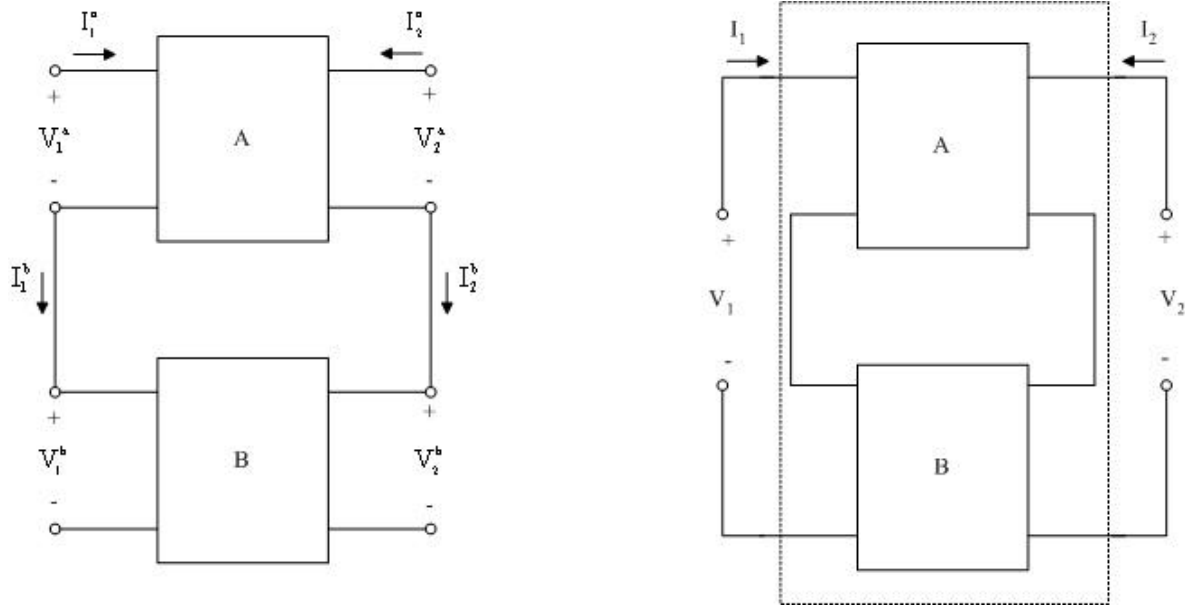 I₁ᵃ I₂ᵃ
+ +
V₁ᵃ A V₂ᵃ
- -
I₁ᵇ I₂ᵇ
+ +
V₁ᵇ B V₂ᵇ
- -
I₁ I₂
A
+ +
V₁ V₂
- -
B